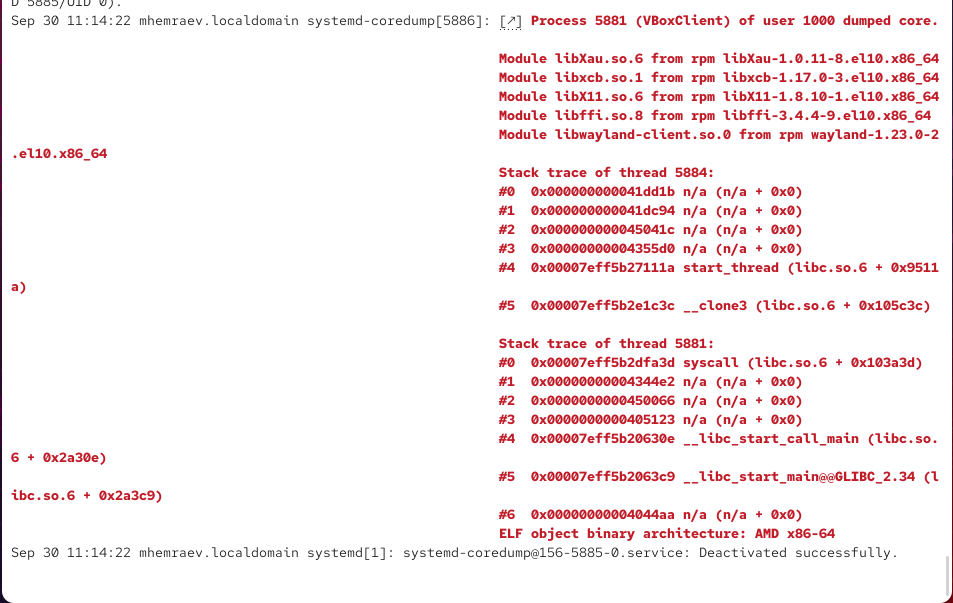 D 5885/UID 0).
Sep 30 11:14:22 mhemraev.localdomain systemd-coredump[5886]: [↗] Process 5881 (VBoxClient) of user 1000 dumped core.
Module libXau.so.6 from rpm libXau-1.0.11-8.el10.x86_64
Module libxcb.so.1 from rpm libxcb-1.17.0-3.el10.x86_64
Module libX11.so.6 from rpm libX11-1.8.10-1.el10.x86_64
Module libffi.so.8 from rpm libffi-3.4.4-9.el10.x86_64
Module libwayland-client.so.0 from rpm wayland-1.23.0-2
.el10.x86_64
Stack trace of thread 5884:
#0  0x000000000041dd1b n/a (n/a + 0x0)
#1  0x000000000041dc94 n/a (n/a + 0x0)
#2  0x000000000045041c n/a (n/a + 0x0)
#3  0x00000000004355d0 n/a (n/a + 0x0)
#4  0x00007eff5b27111a start_thread (libc.so.6 + 0x9511
a)
#5  0x00007eff5b2e1c3c __clone3 (libc.so.6 + 0x105c3c)
Stack trace of thread 5881:
#0  0x00007eff5b2dfa3d syscall (libc.so.6 + 0x103a3d)
#1  0x00000000004344e2 n/a (n/a + 0x0)
#2  0x0000000000450066 n/a (n/a + 0x0)
#3  0x0000000000405123 n/a (n/a + 0x0)
#4  0x00007eff5b20630e __libc_start_call_main (libc.so.
6 + 0x2a30e)
#5  0x00007eff5b2063c9 __libc_start_main@@GLIBC_2.34 (l
ibc.so.6 + 0x2a3c9)
#6  0x00000000004044aa n/a (n/a + 0x0)
ELF object binary architecture: AMD x86-64
Sep 30 11:14:22 mhemraev.localdomain systemd[1]: systemd-coredump@156-5885-0.service: Deactivated successfully.